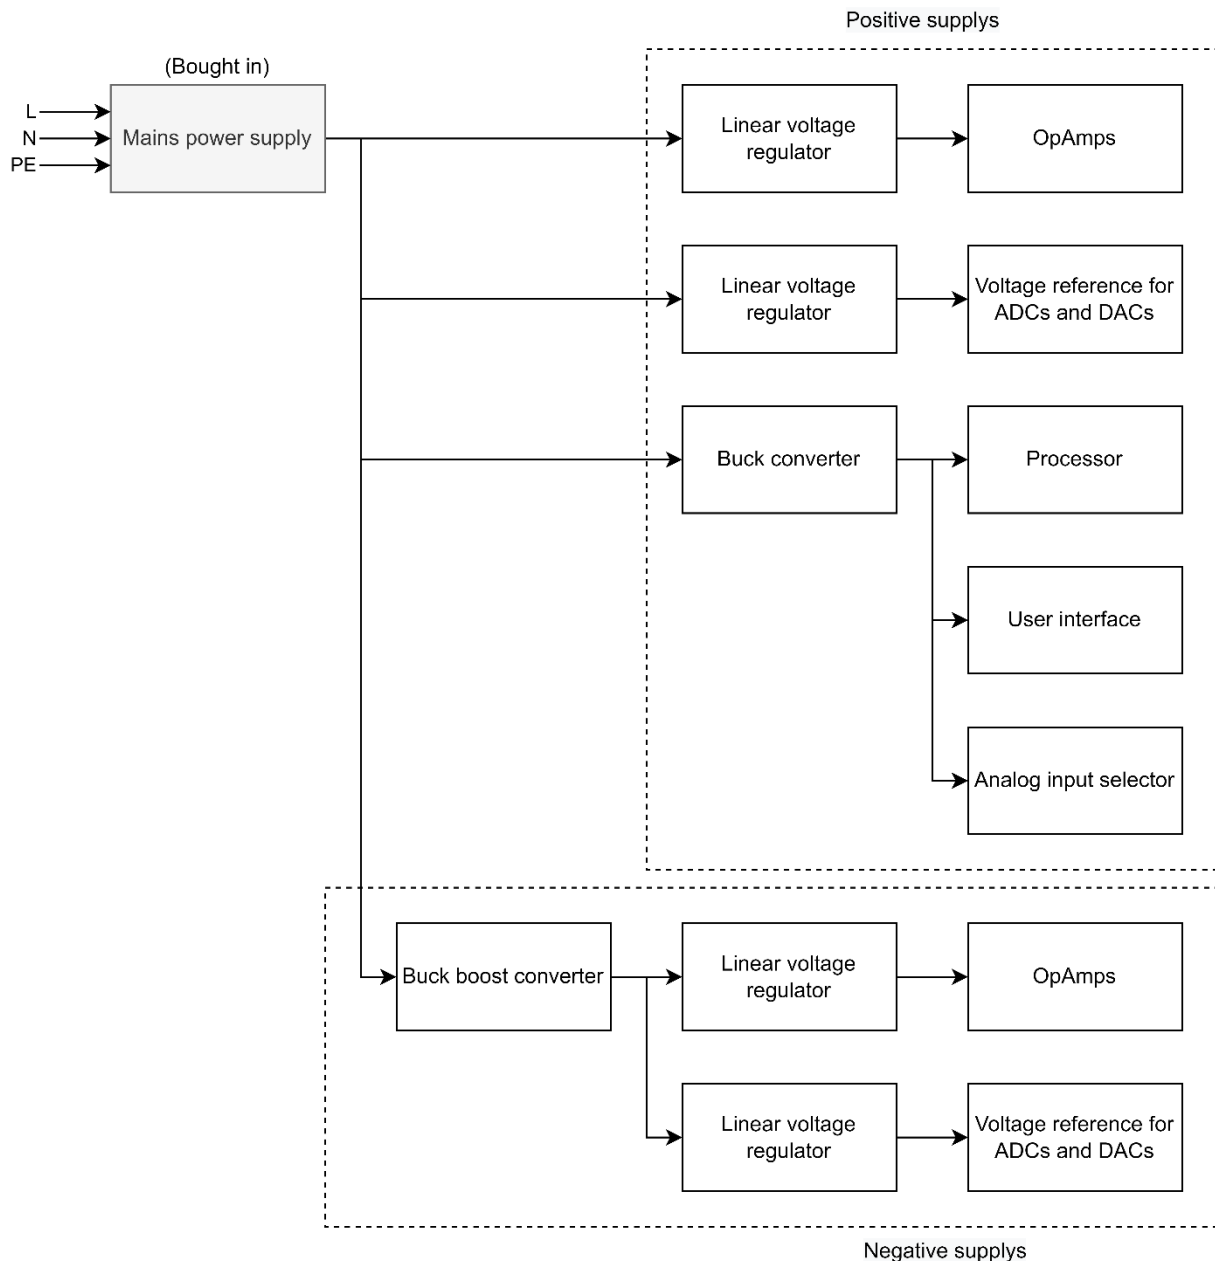 Positive supplys
(Bought in)
L
N
PE
Mains power supply
Linear voltage
regulator
OpAmps
Linear voltage
regulator
Voltage reference for
ADCs and DACs
Buck converter
Processor
User interface
Analog input selector
Buck boost converter
Linear voltage
regulator
OpAmps
Linear voltage
regulator
Voltage reference for
ADCs and DACs
Negative supplys